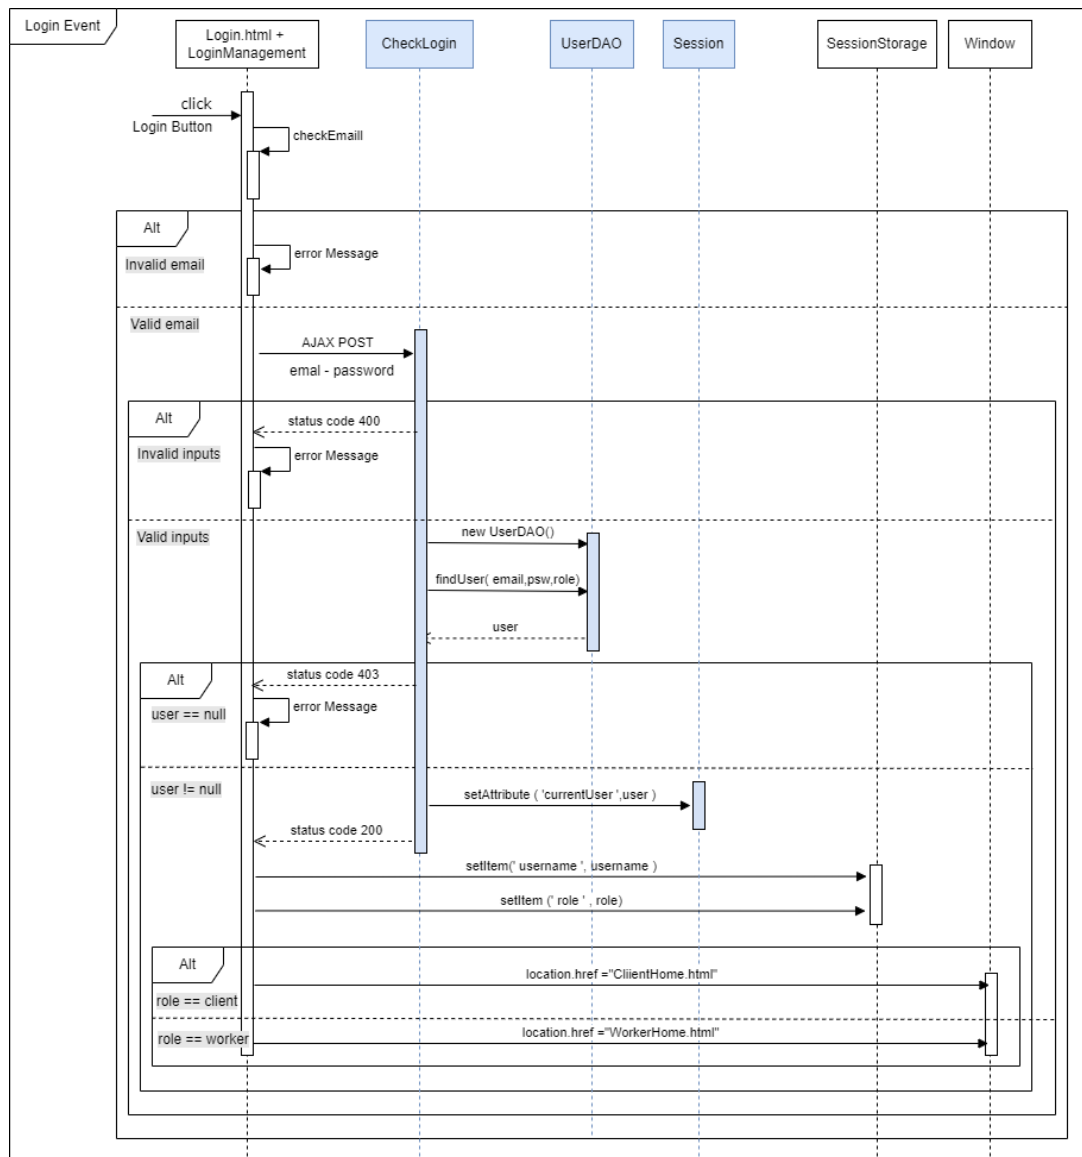 Login Event
Login.html +
LoginManagement
CheckLogin
UserDAO
Session
SessionStorage
Window
click
Login Button
checkEmaill
Alt
Invalid email
error Message
Valid email
AJAX POST
emal - password
Alt
Invalid inputs
status code 400
error Message
Valid inputs
new UserDAO()
findUser( email,psw,role)
user
Alt
user == null
status code 403
error Message
user != null
setAttribute ( 'currentUser ',user )
status code 200
setItem(' username ', username )
setItem (' role ' , role)
Alt
role == client
location.href ="CliientHome.html"
role == worker
location.href ="WorkerHome.html"